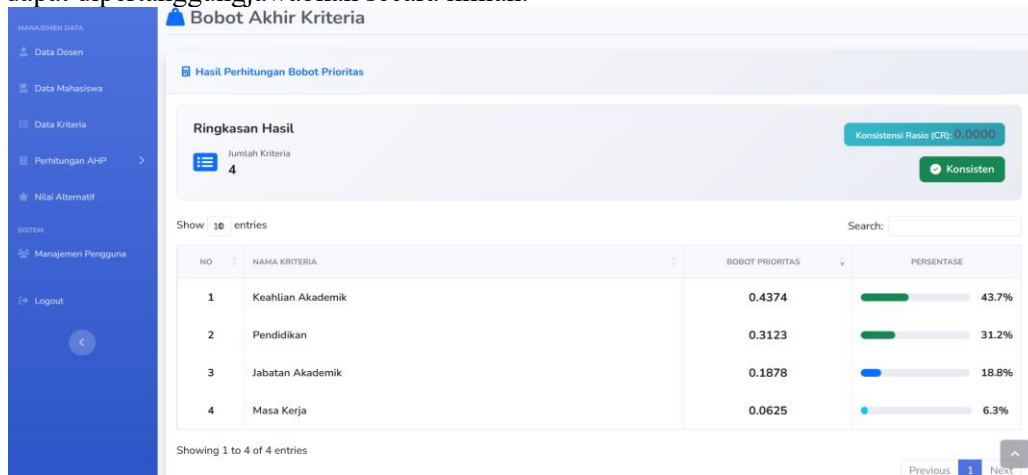 dapat dipertanggungjawabkan secara ilmiah.
MANAJEMEN DATA
Data Dosen
Data Mahasiswa
Data Kriteria
Perhitungan AHP
Nilai Alternatif
SISTEM
Manajemen Pengguna
Logout
Bobot Akhir Kriteria
Hasil Perhitungan Bobot Prioritas
Ringkasan Hasil
Jumlah Kriteria
4
Konsistensi Rasio (CR): 0.0000
Konsisten
Show 10 entries
Search:
NO NAMA KRITERIA BOBOT PRIORITAS PERSENTASE
1 Keahlian Akademik 0.4374 43.7%
2 Pendidikan 0.3123 31.2%
3 Jabatan Akademik 0.1878 18.8%
4 Masa Kerja 0.0625 6.3%
Showing 1 to 4 of 4 entries
Previous 1 Next